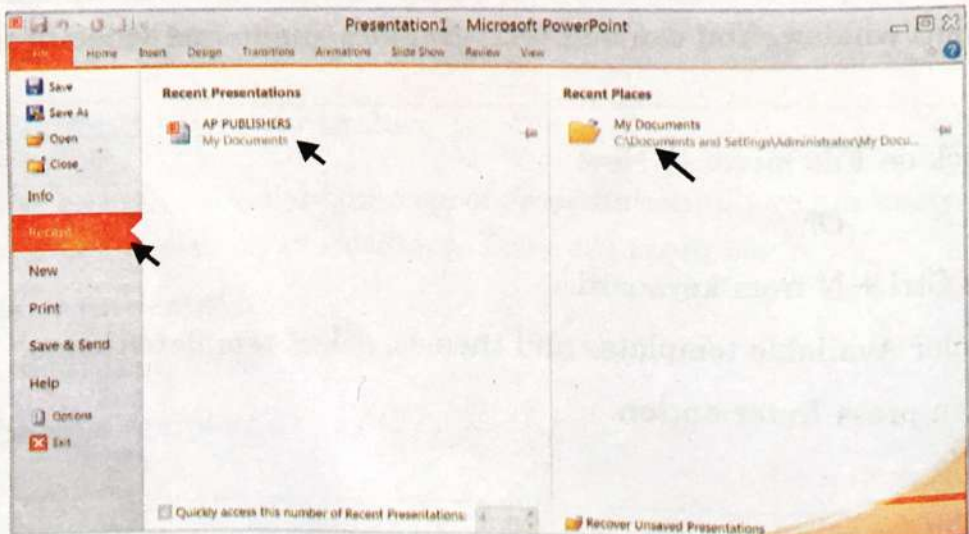 Presentation1 - Microsoft PowerPoint
File Home Insert Design Transitions Animations Slide Show Review View
Save
Save As
Open
Close
Info
Recent
New
Print
Save & Send
Help
Options
Exit
Recent Presentations
AP PUBLISHERS
My Documents
Quickly access this number of Recent Presentations:
Recent Places
My Documents
C:\Documents and Settings\Administrator\My Docu...
Recover Unsaved Presentations